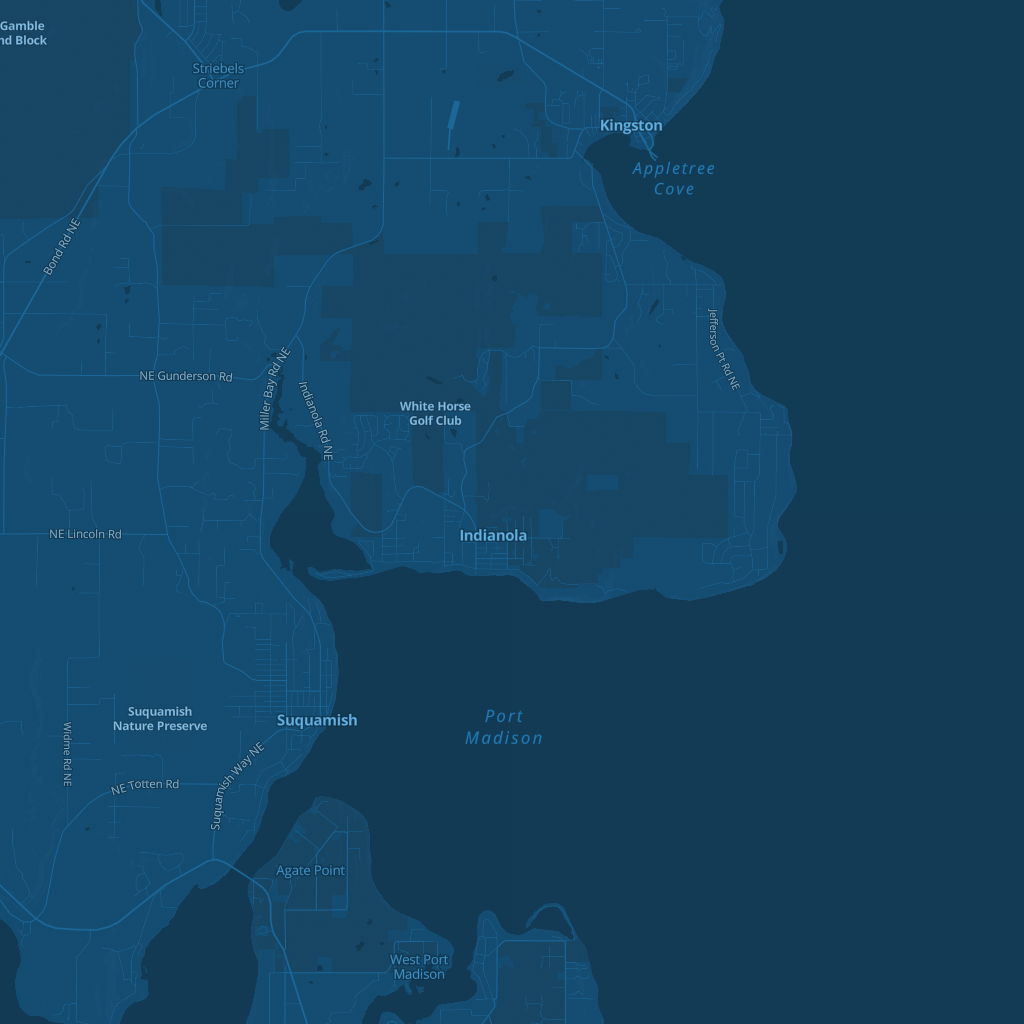 Gamble
nd Block
Striebels
Corner
Kingston
Appletree
Cove
Bond Rd NE
Jefferson Pt Rd NE
NE Gunderson Rd
Miller Bay Rd NE
Indianola Rd NE
White Horse
Golf Club
NE Lincoln Rd
Indianola
Suquamish
Nature Preserve
Suquamish
Port
Madison
Widme Rd NE
Suquamish Way NE
NE Totten Rd
Agate Point
West Port
Madison